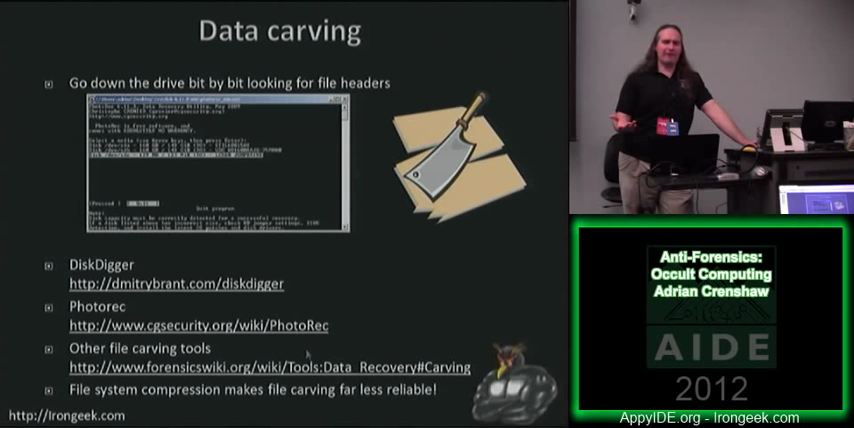 Data carving
Go down the drive bit by bit looking for file headers
DiskDigger
http://dmitrybrant.com/diskdigger
Photorec
http://www.cgsecurity.org/wiki/PhotoRec
Other file carving tools
http://www.forensicswiki.org/wiki/Tools:Data_Recovery#Carving
File system compression makes file carving far less reliable!
http://Irongeek.com
Anti-Forensics:
Occult Computing
Adrian Crenshaw
AIDE
2012
AppyIDE.org - Irongeek.com